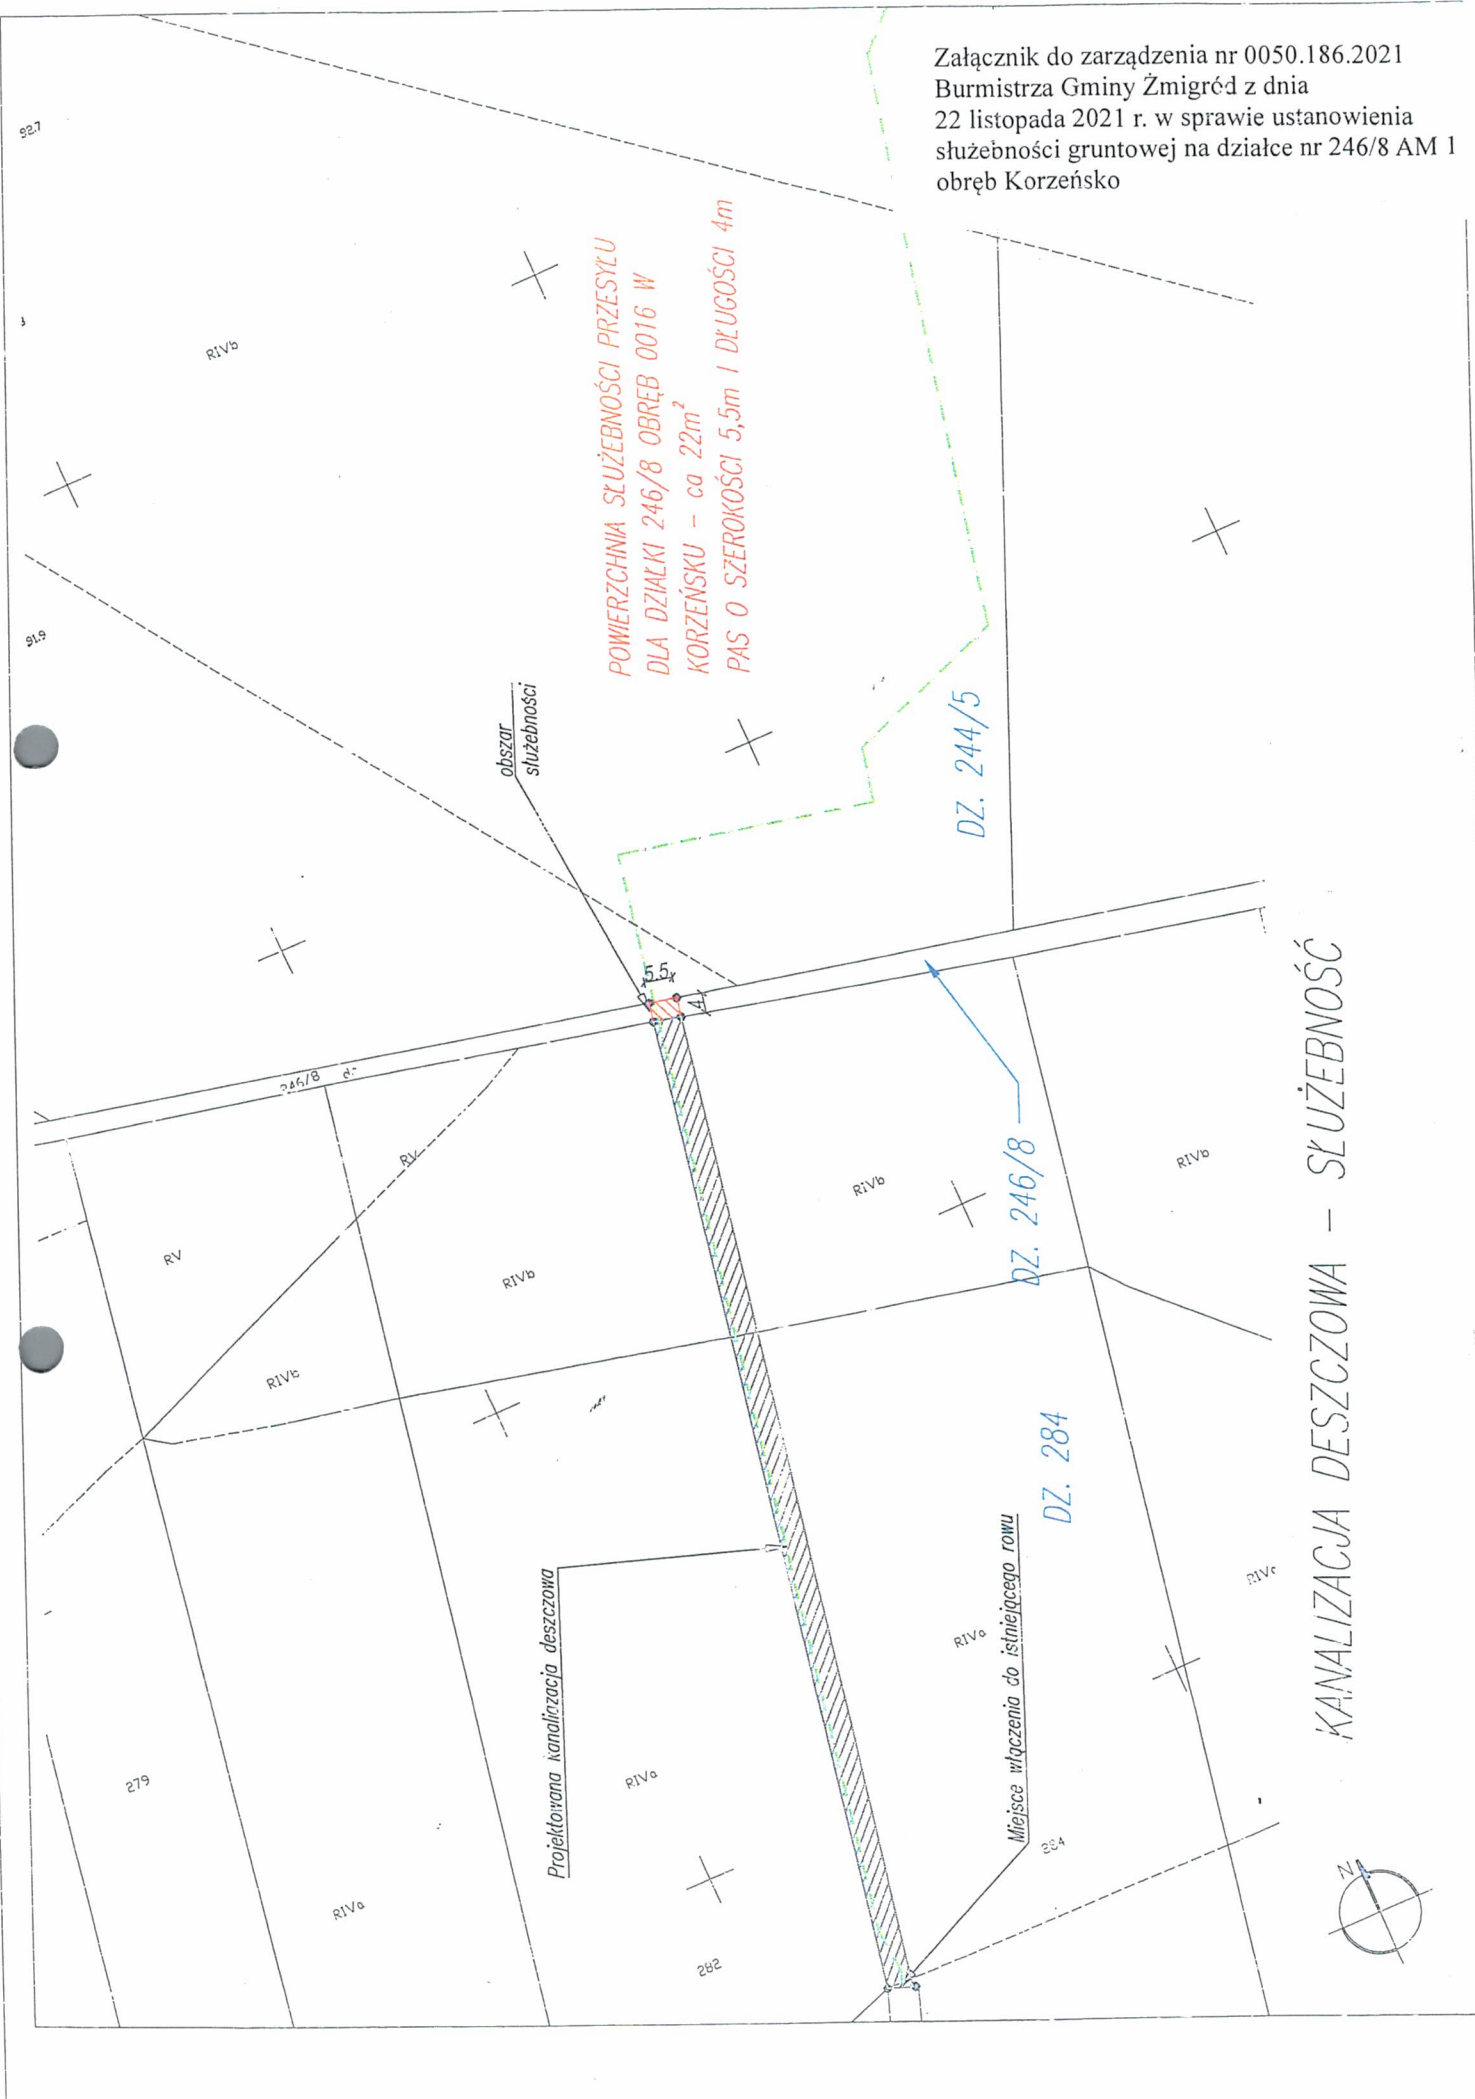 Załącznik do zarządzenia nr 0050.186.2021
Burmistrza Gminy Żmigród z dnia
22 listopada 2021 r. w sprawie ustanowienia
służebności gruntowej na działce nr 246/8 AM 1
obręb Korzeńsko
92.7
91.9
RIVb
POWIERZCHNIA SŁUŻEBNOŚCI PRZESYŁU
DLA DZIAŁKI 246/8 OBRĘB 0016 W
KORZEŃSKU - ca 22m²
PAS O SZEROKOŚCI 5,5m I DŁUGOŚCI 4m
obszar
służebności
DZ. 244/5
5.5
4
246/8
RV
RV
RIVb
RIVb
RIVb
RIVb
DZ. 246/8
DZ. 284
Projektowana kanalizacja deszczowa
Miejsce włączenia do istniejącego rowu
279
RIVa
RIVa
RIVa
282
284
N
KANALIZACJA DESZCZOWA - SŁUŻEBNOŚĆ